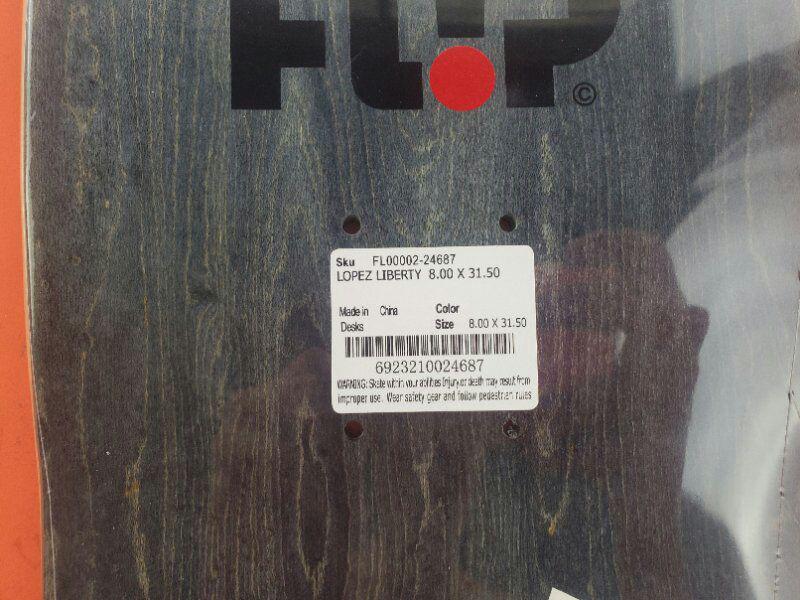 FL!P ©
Sku FL00002-24687
LOPEZ LIBERTY 8.00 X 31.50
Made in China Color
Desks Size 8.00 X 31.50
6923210024687
WARNING: Skate within your abilities Injury or death may result from
improper use. Wear safety gear and follow pedestrian rules